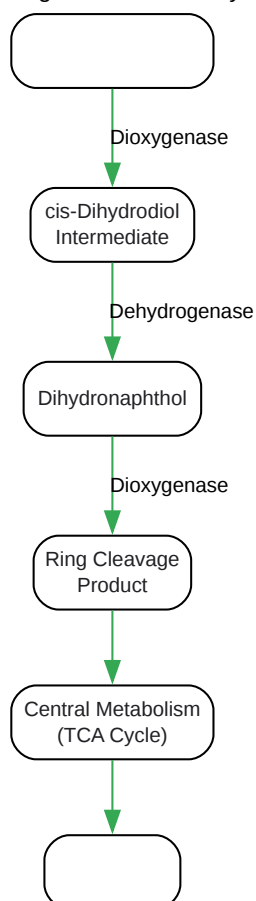 Dioxygenase
cis-Dihydrodiol
Intermediate
Dehydrogenase
Dihydronaphthol
Dioxygenase
Ring Cleavage
Product
Central Metabolism
(TCA Cycle)